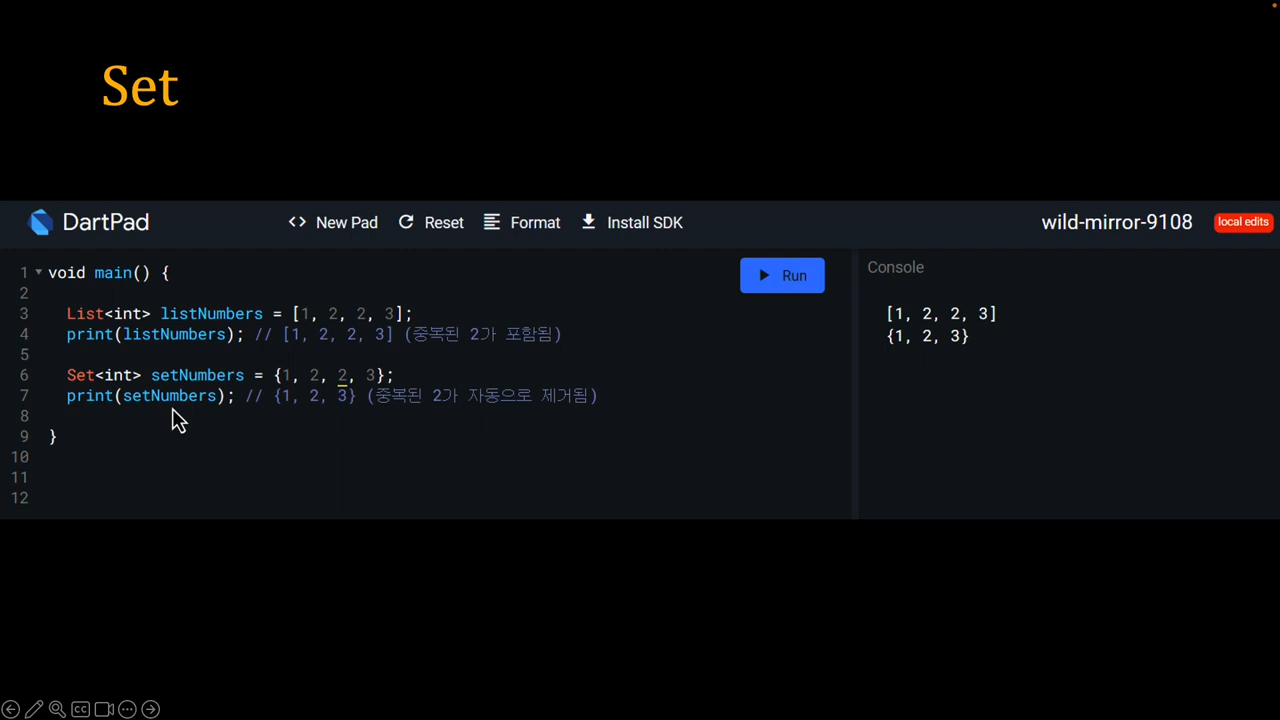 Set
DartPad
New Pad
Reset
Format
Install SDK
wild-mirror-9108
local edits
1 void main() {
2
3 List<int> listNumbers = [1, 2, 2, 3];
4 print(listNumbers); // [1, 2, 2, 3] (중복된 2가 포함됨)
5
6 Set<int> setNumbers = {1, 2, 2, 3};
7 print(setNumbers); // {1, 2, 3} (중복된 2가 자동으로 제거됨)
8
9 }
10
11
12
Run
Console
[1, 2, 2, 3]
{1, 2, 3}
CC